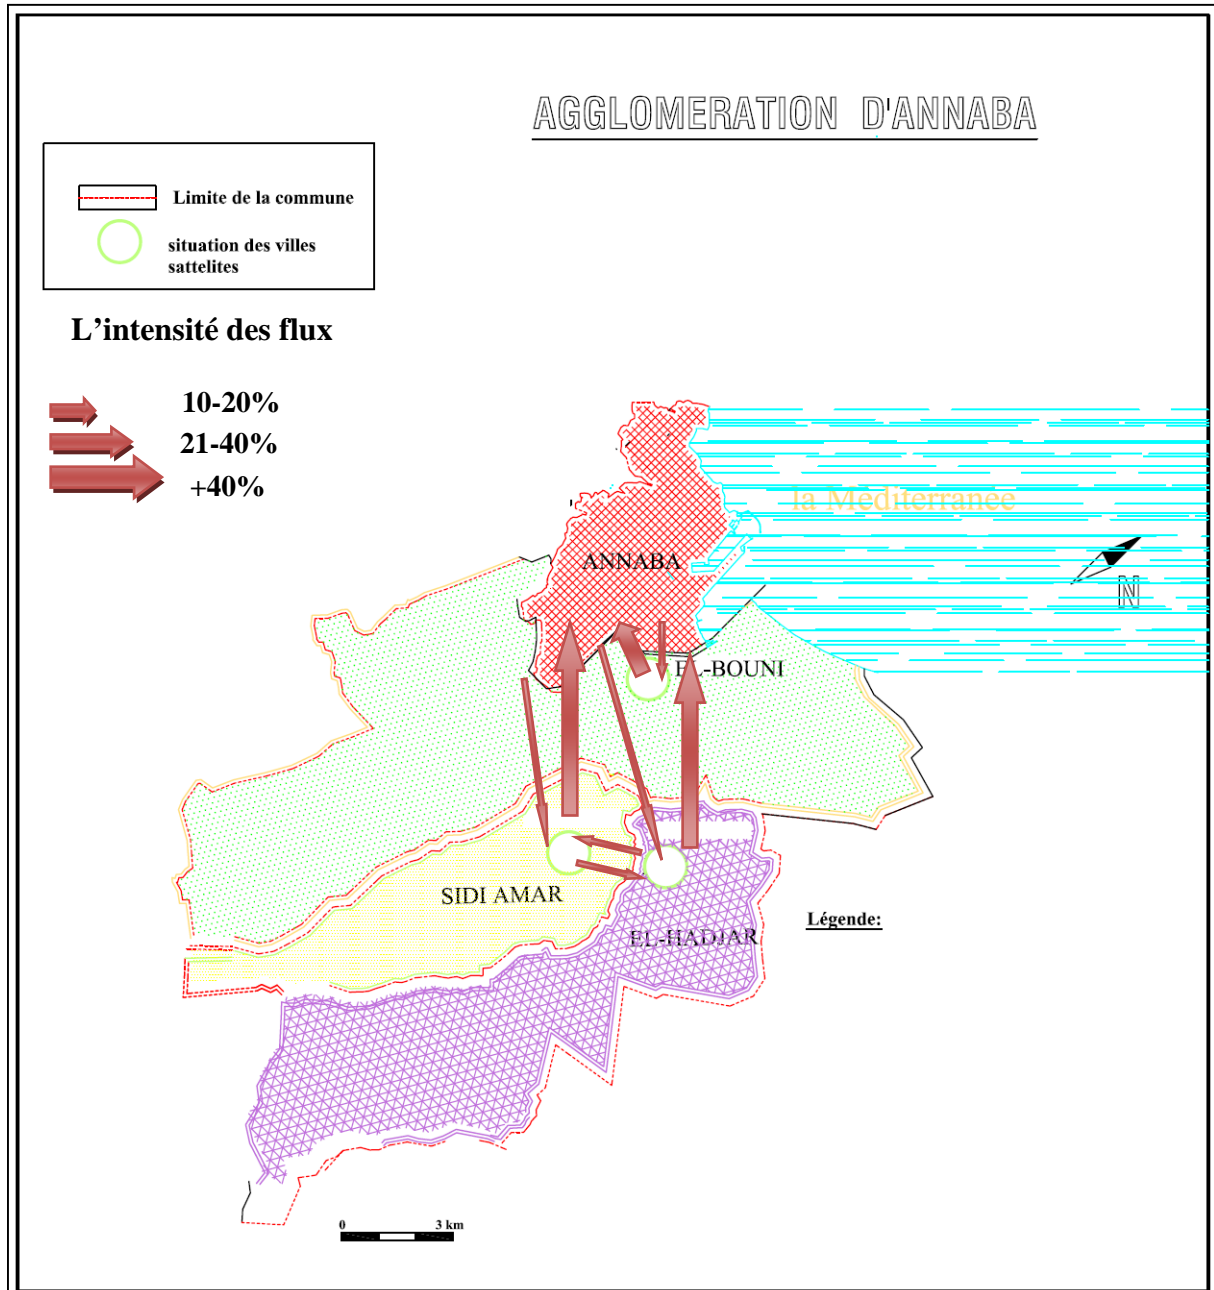 AGGLOMERATION D'ANNABA
Limite de la commune
situation des villes
sattelites
L'intensité des flux
10-20%
21-40%
+40%
la Méditerranée
ANNABA
N
EL-BOUNI
SIDI AMAR
Légende:
EL-HADJAR
0 3 km